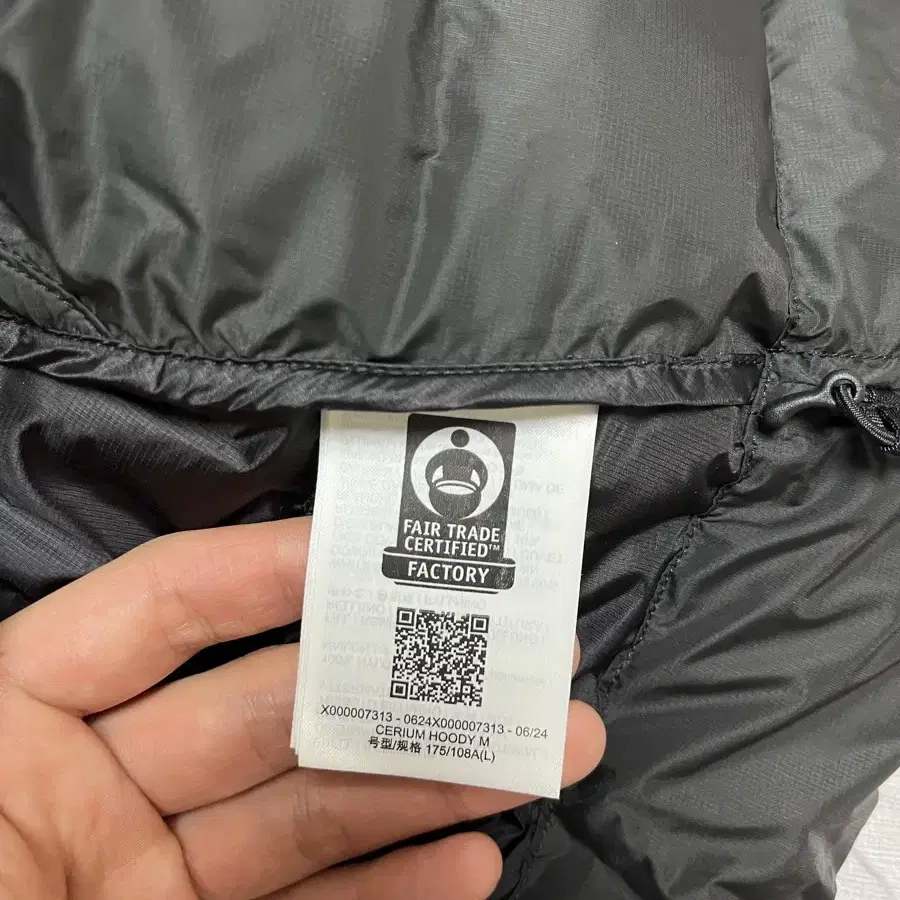 FAIR TRADE
CERTIFIED™
FACTORY
X000007313 - 0624X000007313 - 06/24
CERIUM HOODY M
号型/规格 175/108A(L)